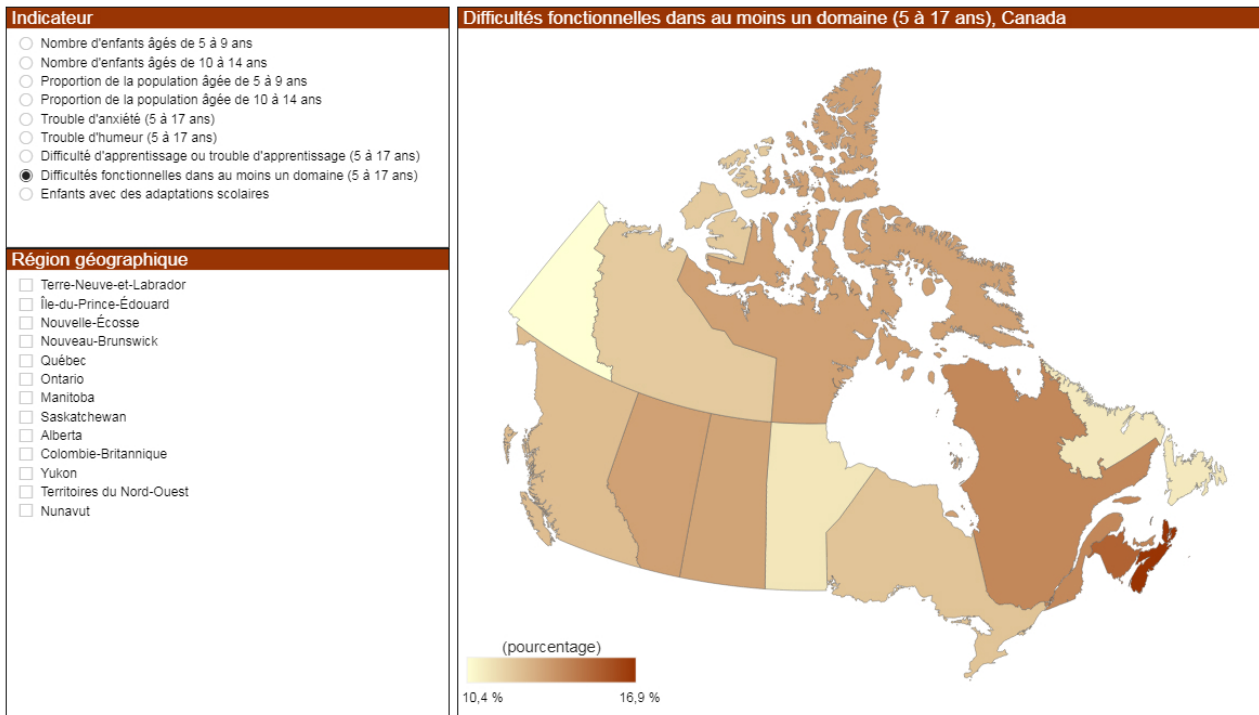 Indicateur
Nombre d'enfants âgés de 5 à 9 ans
Nombre d'enfants âgés de 10 à 14 ans
Proportion de la population âgée de 5 à 9 ans
Proportion de la population âgée de 10 à 14 ans
Trouble d'anxiété (5 à 17 ans)
Trouble d'humeur (5 à 17 ans)
Difficulté d'apprentissage ou trouble d'apprentissage (5 à 17 ans)
Difficultés fonctionnelles dans au moins un domaine (5 à 17 ans)
Enfants avec des adaptations scolaires
Région géographique
Terre-Neuve-et-Labrador
Île-du-Prince-Édouard
Nouvelle-Écosse
Nouveau-Brunswick
Québec
Ontario
Manitoba
Saskatchewan
Alberta
Colombie-Britannique
Yukon
Territoires du Nord-Ouest
Nunavut
Difficultés fonctionnelles dans au moins un domaine (5 à 17 ans), Canada
(pourcentage)
10,4 % 16,9 %